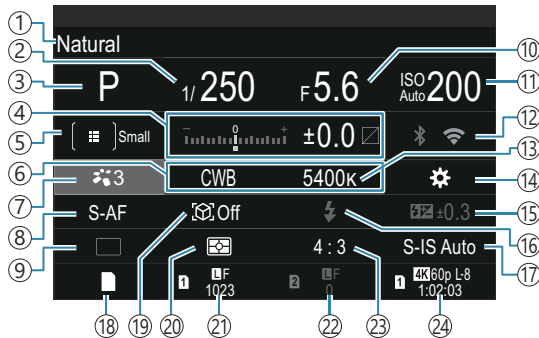 ① ② ③ ④ ⑤ ⑥ ⑦ ⑧ ⑨
Natural
P 1/250 F5.6 ISO Auto 200
⑩ ⑪
Small − 0 + ±0.0
⑫ ⑬
3 CWB 5400K
⑭
S-AF Off ±0.3
⑮ ⑯
4:3 S-IS Auto
⑰
1 LF 1023 2 LF 0 1 4K 60p L-8 1:02:03
⑱ ⑲ ⑳ ㉑ ㉒ ㉓ ㉔